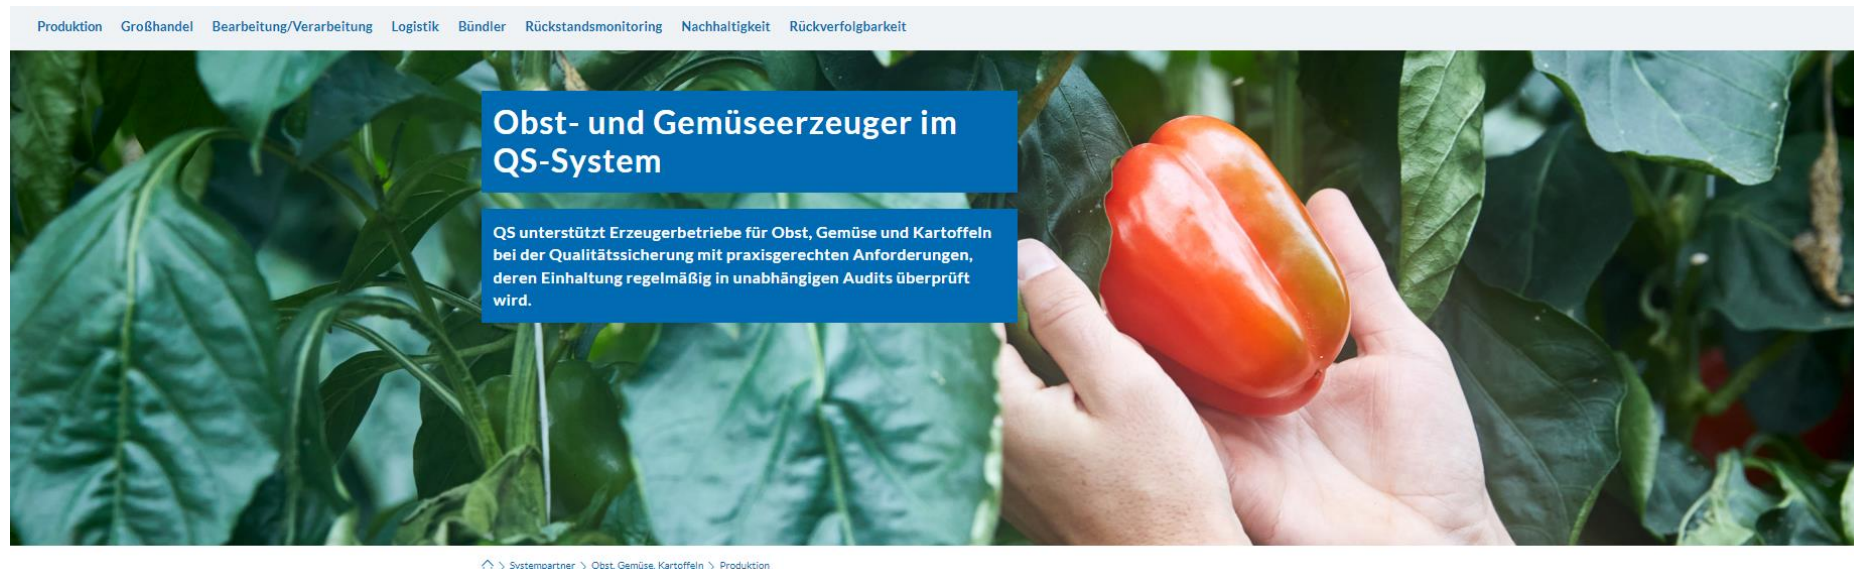 Produktion Großhandel Bearbeitung/Verarbeitung Logistik Bündler Rückstandsmonitoring Nachhaltigkeit Rückverfolgbarkeit
Obst- und Gemüseerzeuger im
QS-System
QS unterstützt Erzeugerbetriebe für Obst, Gemüse und Kartoffeln
bei der Qualitätssicherung mit praxisgerechten Anforderungen,
deren Einhaltung regelmäßig in unabhängigen Audits überprüft
wird.
> Systempartner > Obst, Gemüse, Kartoffeln > Produktion